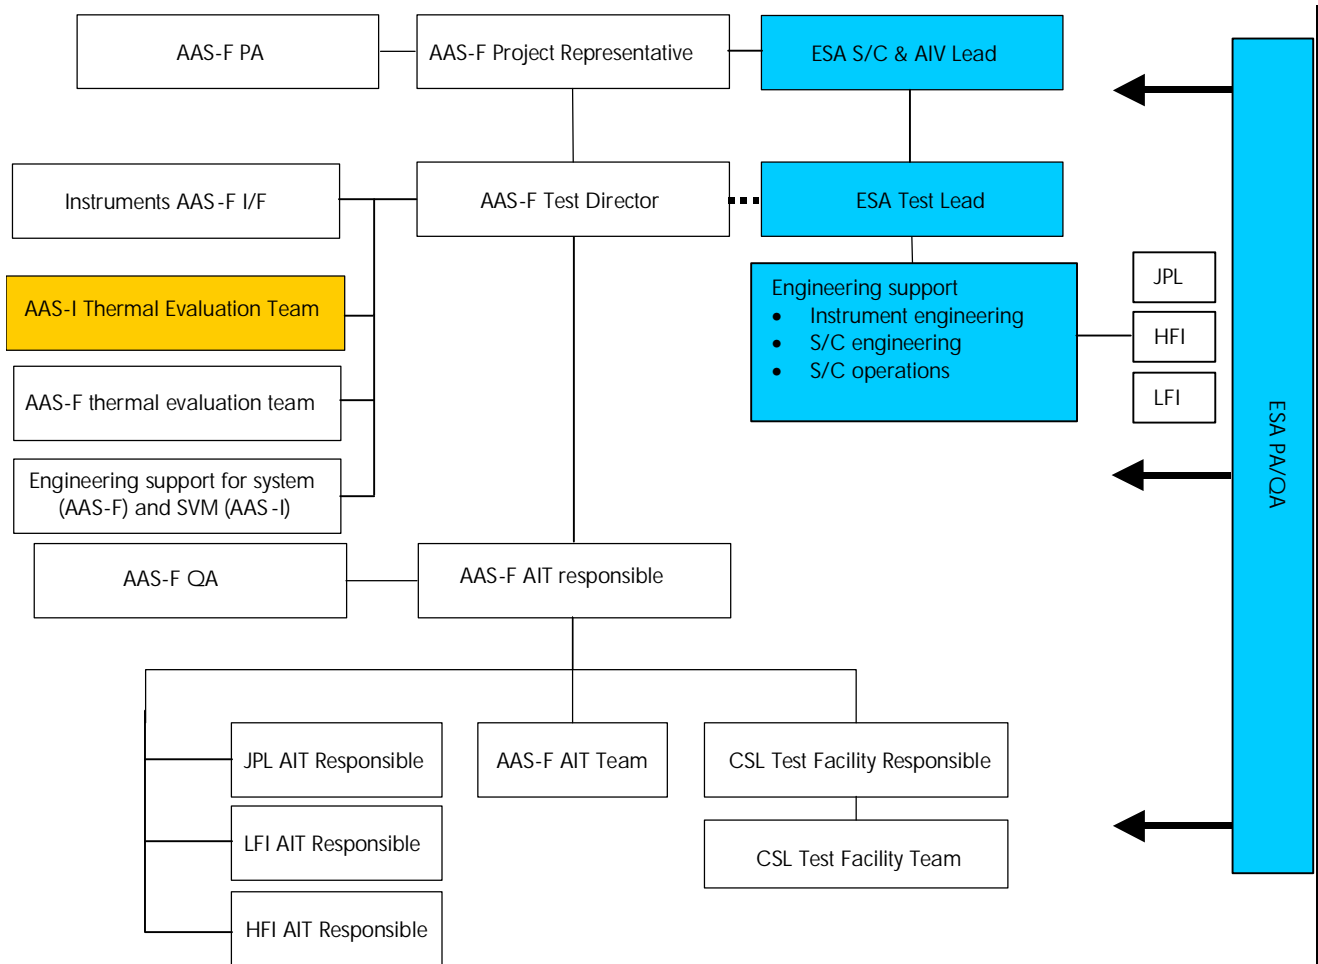 AAS-F PA
AAS-F Project Representative
ESA S/C & AIV Lead
Instruments AAS-F I/F
AAS-F Test Director
ESA Test Lead
AAS-I Thermal Evaluation Team
Engineering support
• Instrument engineering
• S/C engineering
• S/C operations
JPL
HFI
LFI
ESA PA/QA
AAS-F thermal evaluation team
Engineering support for system
(AAS-F) and SVM (AAS-I)
AAS-F QA
AAS-F AIT responsible
JPL AIT Responsible
AAS-F AIT Team
CSL Test Facility Responsible
LFI AIT Responsible
CSL Test Facility Team
HFI AIT Responsible